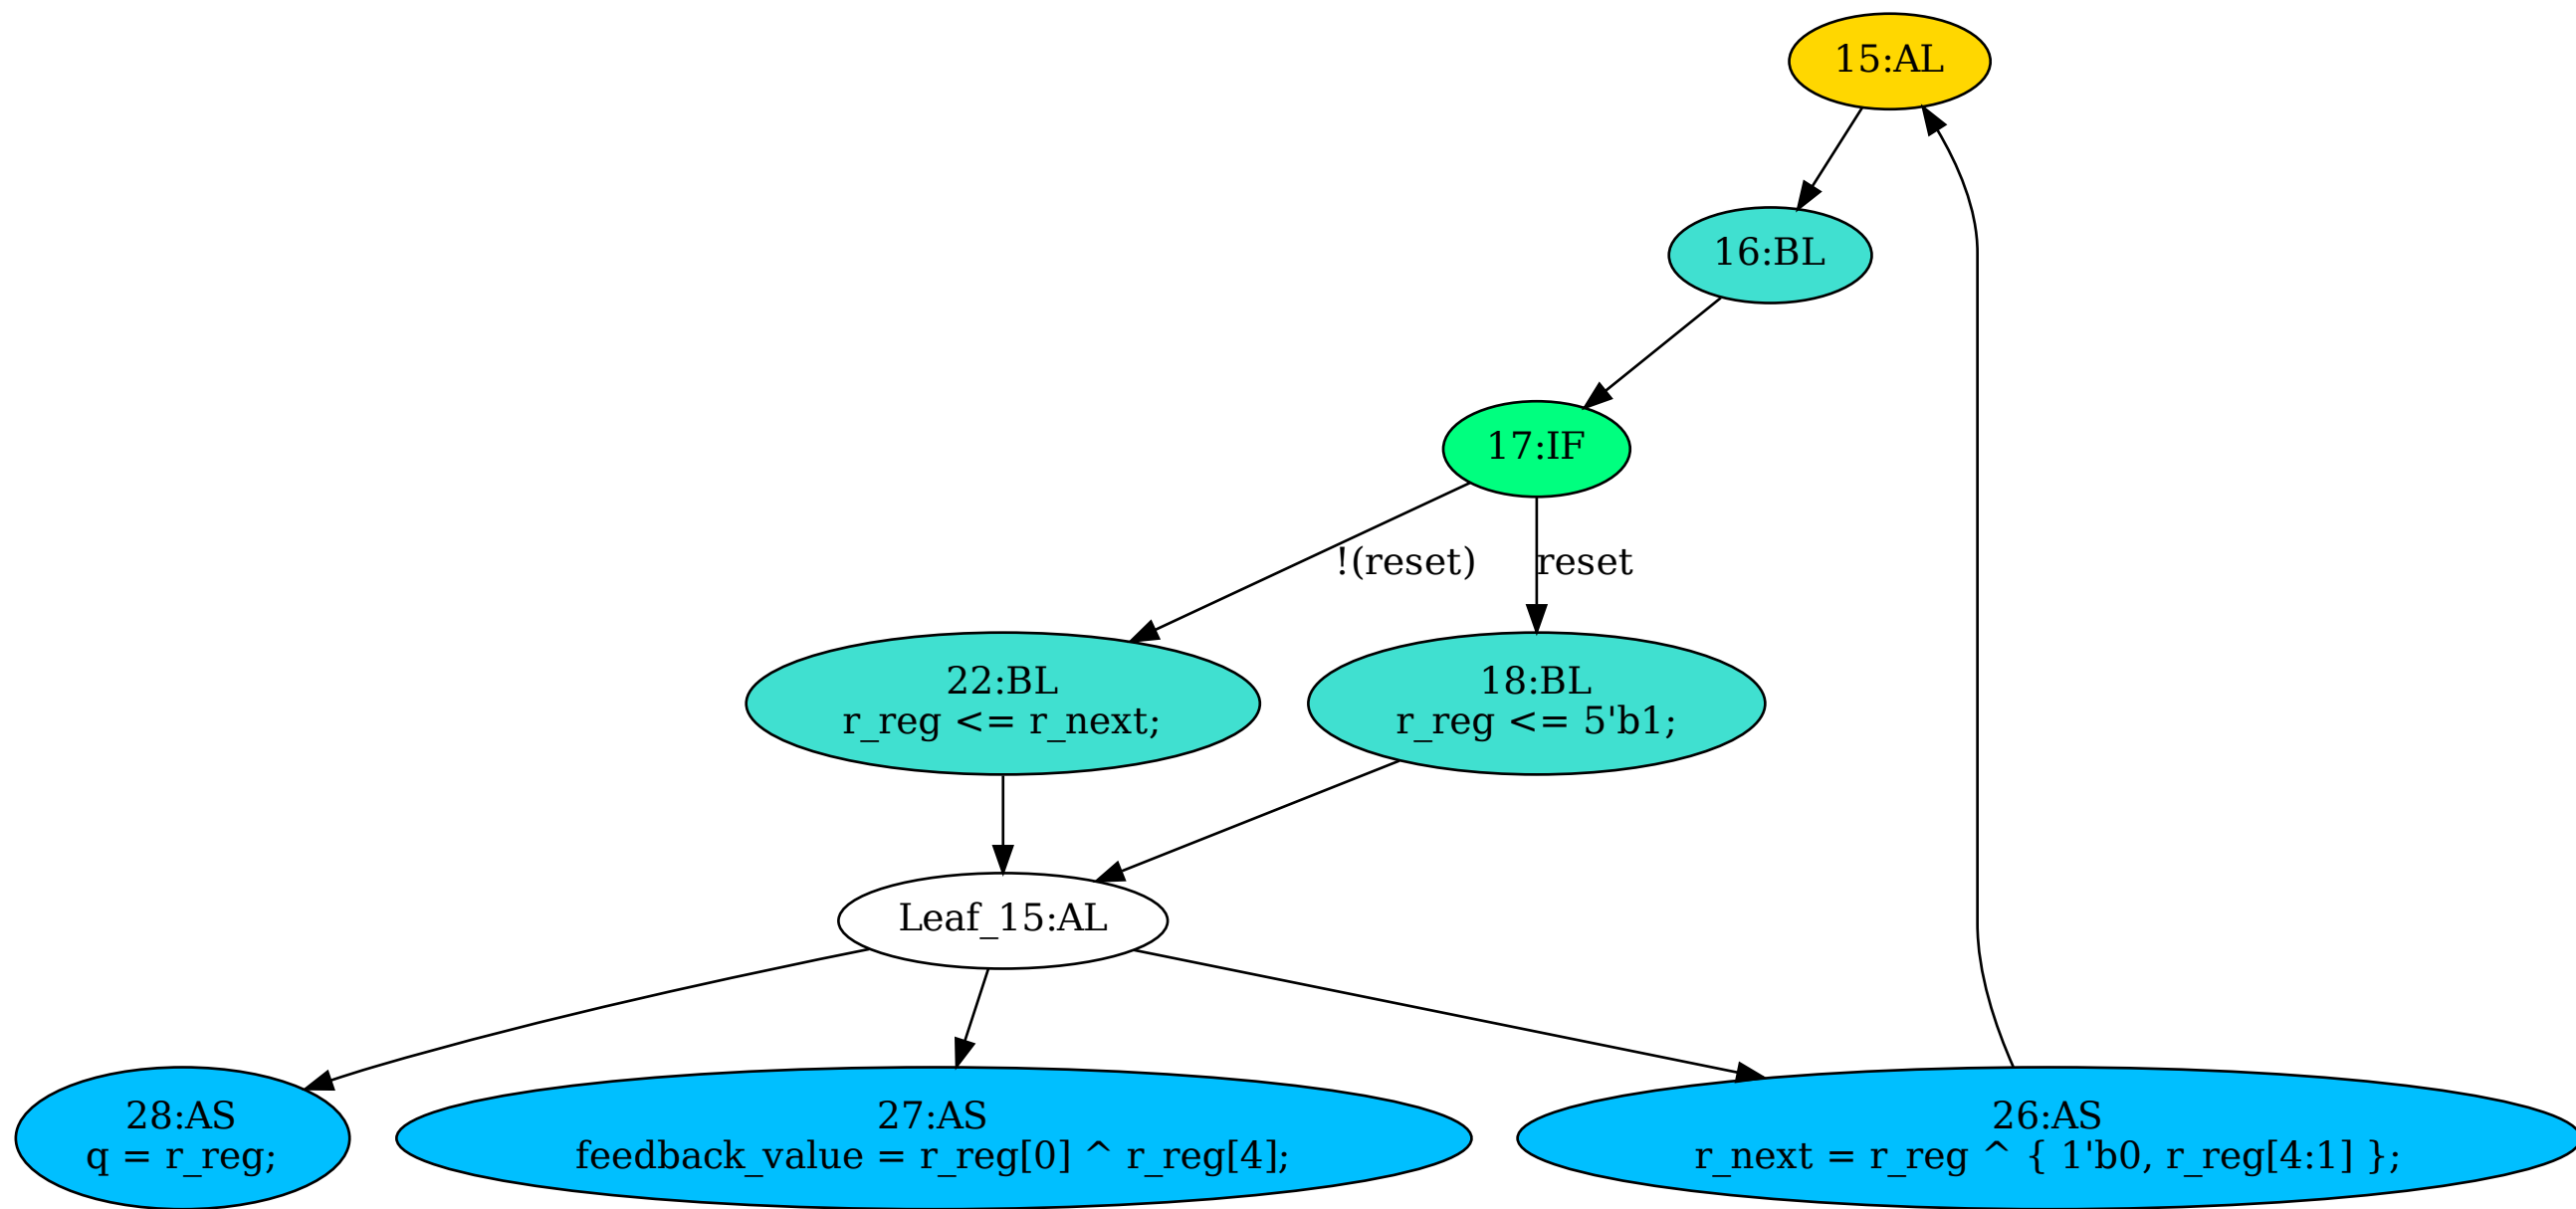 15:AL
16:BL
17:IF
!(reset)
reset
22:BL
r_reg <= r_next;
18:BL
r_reg <= 5'b1;
Leaf_15:AL
28:AS
q = r_reg;
27:AS
feedback_value = r_reg[0] ^ r_reg[4];
26:AS
r_next = r_reg ^ { 1'b0, r_reg[4:1] };